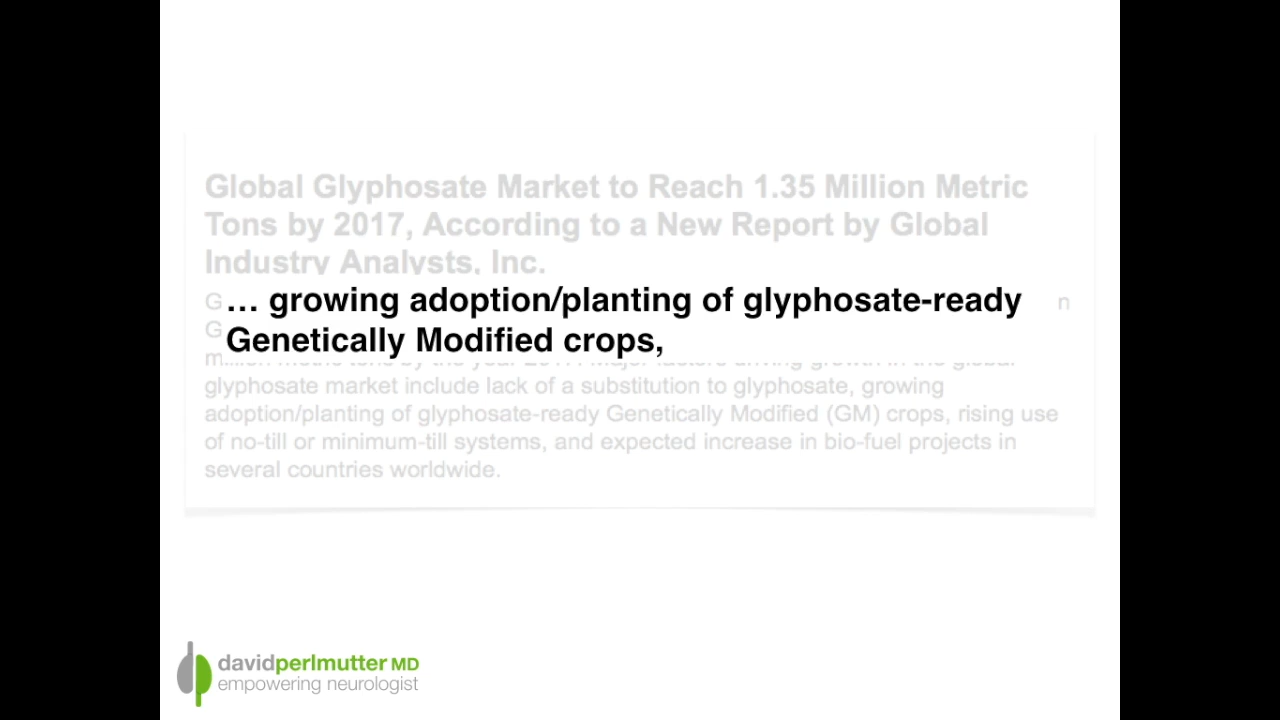 Global Glyphosate Market to Reach 1.35 Million Metric
Tons by 2017, According to a New Report by Global
Industry Analysts, Inc.
… growing adoption/planting of glyphosate-ready
Genetically Modified crops,
glyphosate market include lack of a substitution to glyphosate, growing
adoption/planting of glyphosate-ready Genetically Modified (GM) crops, rising use
of no-till or minimum-till systems, and expected increase in bio-fuel projects in
several countries worldwide.
davidperlmutter MD
empowering neurologist